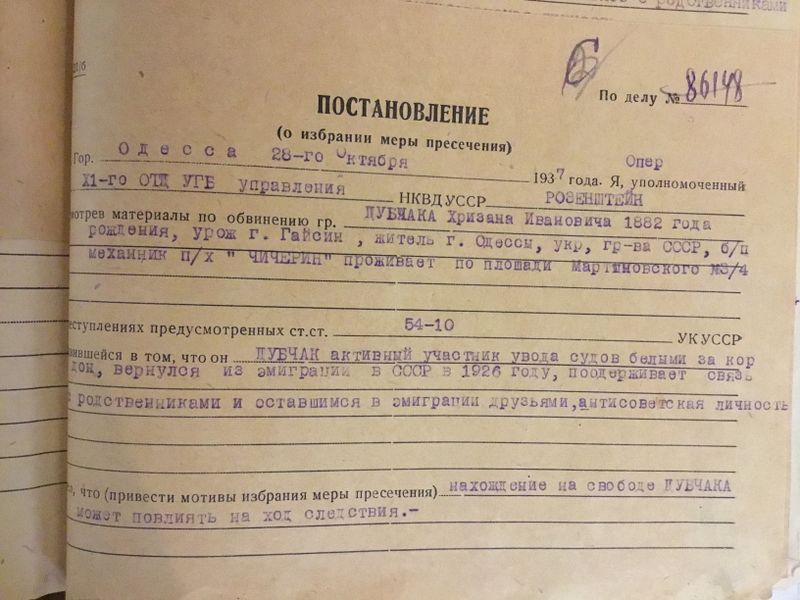 с родственниками
По делу № 86148
ПОСТАНОВЛЕНИЕ
(о избрании меры пресечения)
Гор. Одесса 28-го Октября 1937 года. Я, Опер уполномоченный
Х1-го ОТД УГБ управления НКВД УССР РОЗЕНШТЕЙН
мотрев материалы по обвинению гр. ДУБЧАКА Хризана Ивановича 1882 года
рождения, урож г. Гайсин, житель г. Одессы, укр, гр-ва СССР, б/п
механик п/х " ЧИЧЕРИН" проживает по площади Мартыновского №3/4
еступлениях предусмотренных ст.ст. 54-10 УК УССР
вившейся в том, что он ДУБЧАК активный участник увода судов белыми за кор
дон, вернулся из эмиграции в СССР в 1926 году, поодерживает связь
с родственниками и оставшимся в эмиграции друзьями, антисоветская личность
о, что (привести мотивы избрания меры пресечения) нахождение на свободе ДУБЧАКА
может повлиять на ход следствия.-